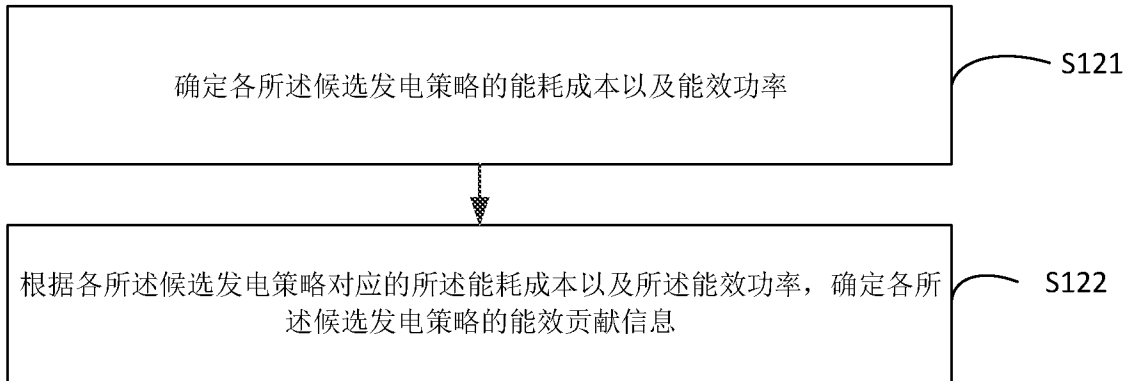 确定各所述候选发电策略的能耗成本以及能效功率
S121
根据各所述候选发电策略对应的所述能耗成本以及所述能效功率，确定各所
述候选发电策略的能效贡献信息
S122